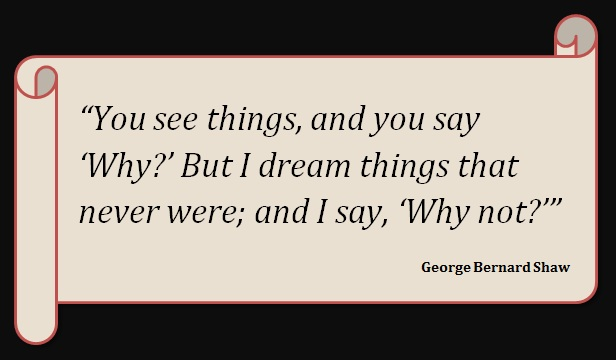 “You see things, and you say
‘Why?’ But I dream things that
never were; and I say, ‘Why not?’”
George Bernard Shaw